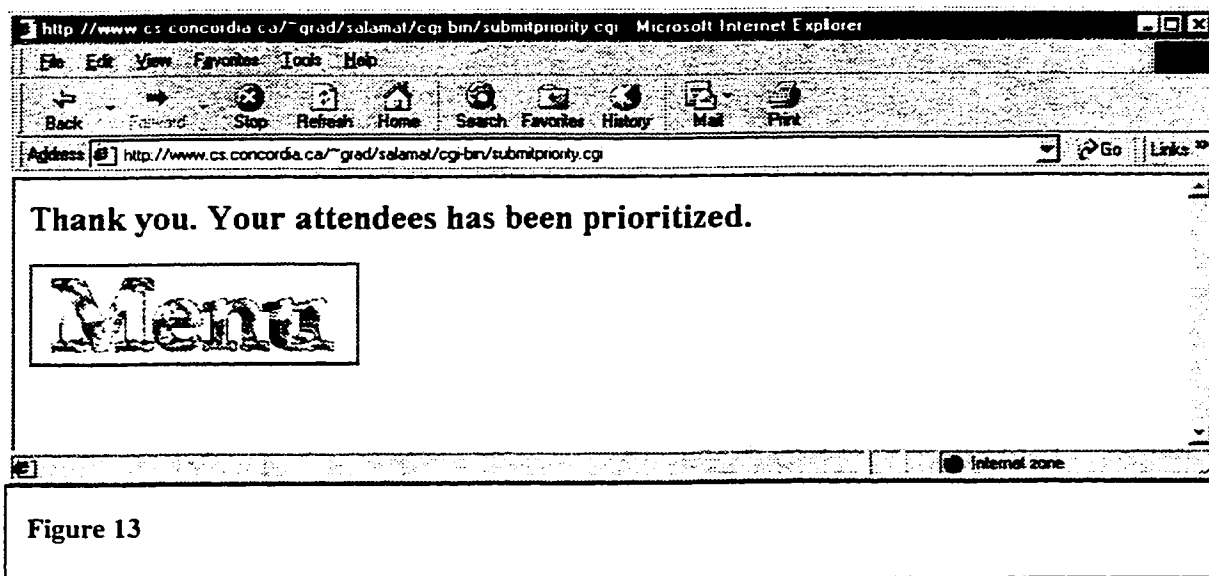 http //www cs concordia ca/~grad/salamat/cgi bin/submitpriority cgi Microsoft Internet Explorer
File Edit View Favorites Tools Help
Back Forward Stop Refresh Home Search Favorites History Mail Print
Address http://www.cs.concordia.ca/~grad/salamat/cgi-bin/submitpriority.cgi Go Links »
Thank you. Your attendees has been prioritized.
Menu
Internet zone
Figure 13